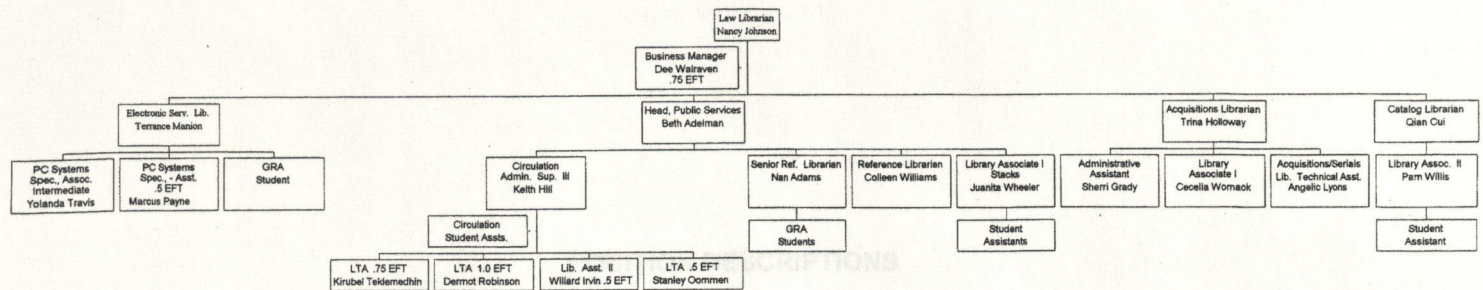 Law Librarian
Nancy Johnson
Business Manager
Dee Walraven
.75 EFT
Electronic Serv. Lib.
Terrance Manion
Head, Public Services
Beth Adelman
Acquisitions Librarian
Trina Holloway
Catalog Librarian
Qian Cui
PC Systems
Spec., Assoc.
Intermediate
Yolanda Travis
PC Systems
Spec., - Asst.
.5 EFT
Marcus Payne
GRA
Student
Circulation
Admin. Sup. III
Keith Hill
Senior Ref. Librarian
Nan Adams
Reference Librarian
Colleen Williams
Library Associate I
Stacks
Juanita Wheeler
Administrative
Assistant
Sherri Grady
Library
Associate I
Cecelia Womack
Acquisitions/Serials
Lib. Technical Asst.
Angelic Lyons
Library Assoc. II
Pam Willis
Circulation
Student Assts.
GRA
Students
Student
Assistants
Student
Assistant
LTA .75 EFT
Kirubel Teklemedhin
LTA 1.0 EFT
Dermot Robinson
Lib. Asst. II
Willard Irvin .5 EFT
LTA .5 EFT
Stanley Oommen
DESCRIPTIONS